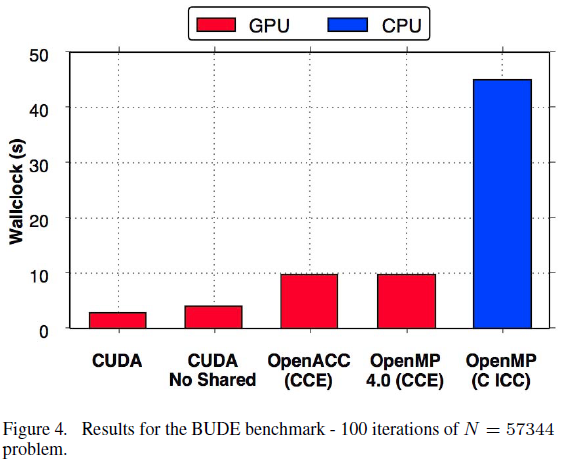 GPU CPU
50
40
30
20
10
0
Wallclock (s)
CUDA CUDA OpenACC OpenMP OpenMP
No Shared (CCE) 4.0 (CCE) (C ICC)
Figure 4. Results for the BUDE benchmark - 100 iterations of N = 57344
problem.